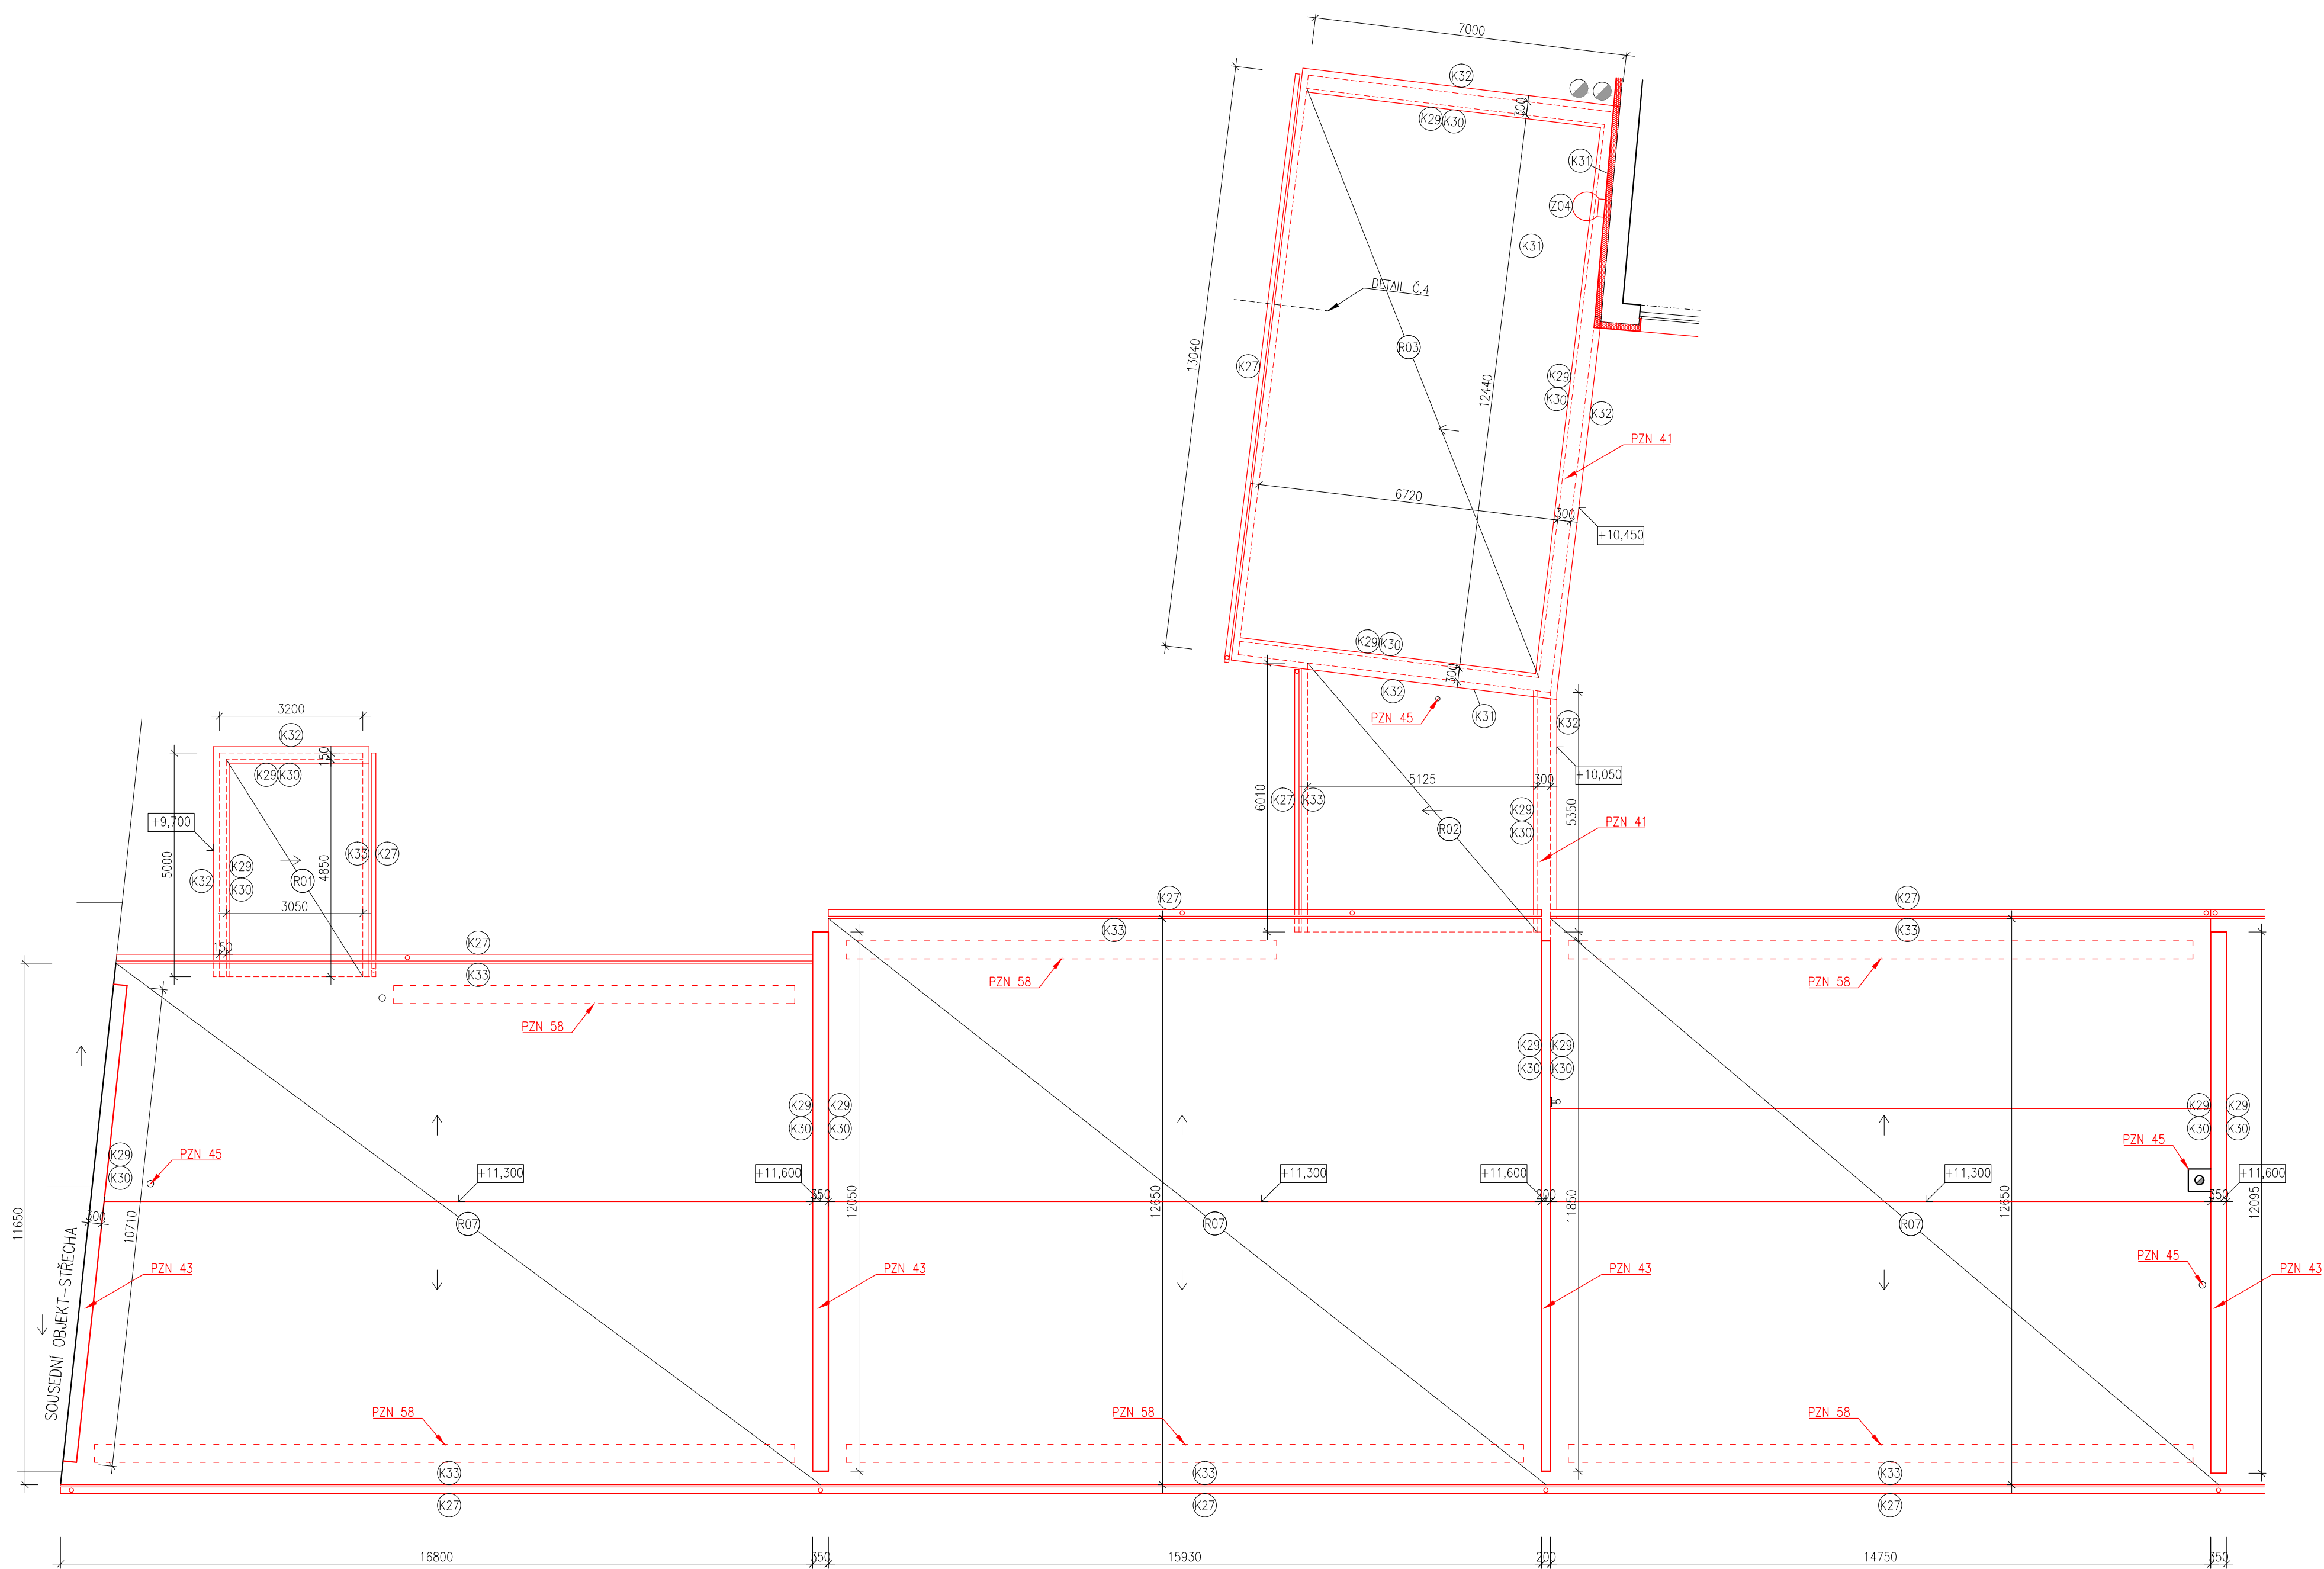 7000
K32
300
K29 K30
K31
Z04
K31
DETAIL Č.4
13040
R03
K27
12440
K29
K30
K32
PZN 41
6720
300
+10,450
K29 K30
300
K32
K31
PZN 45
K32
3200
K32
150
K29 K30
+10,050
5125
300
6010
K27 K33
K29
K30
5350
+9,700
PZN 41
R02
5000
K29
K30
K32
4850
K33 K27
R01
3050
150
K27
K27
K27
K33
K33
K33
K33
PZN 58
PZN 58
PZN 58
K29 K29
K30 K30
K29 K29
K30 K30
K29 K29
K30 K30
K29
K30
PZN 45
PZN 45
+11,300
+11,600
+11,300
+11,600
+11,300
+11,600
300
350
200
350
11650
10710
12050
12650
11850
12650
12095
R07
R07
R07
SOUSEDNÍ OBJEKT-STŘECHA
PZN 45
PZN 43
PZN 43
PZN 43
PZN 43
PZN 58
PZN 58
PZN 58
K33
K33
K33
K27
K27
K27
16800
350
15930
200
14750
350